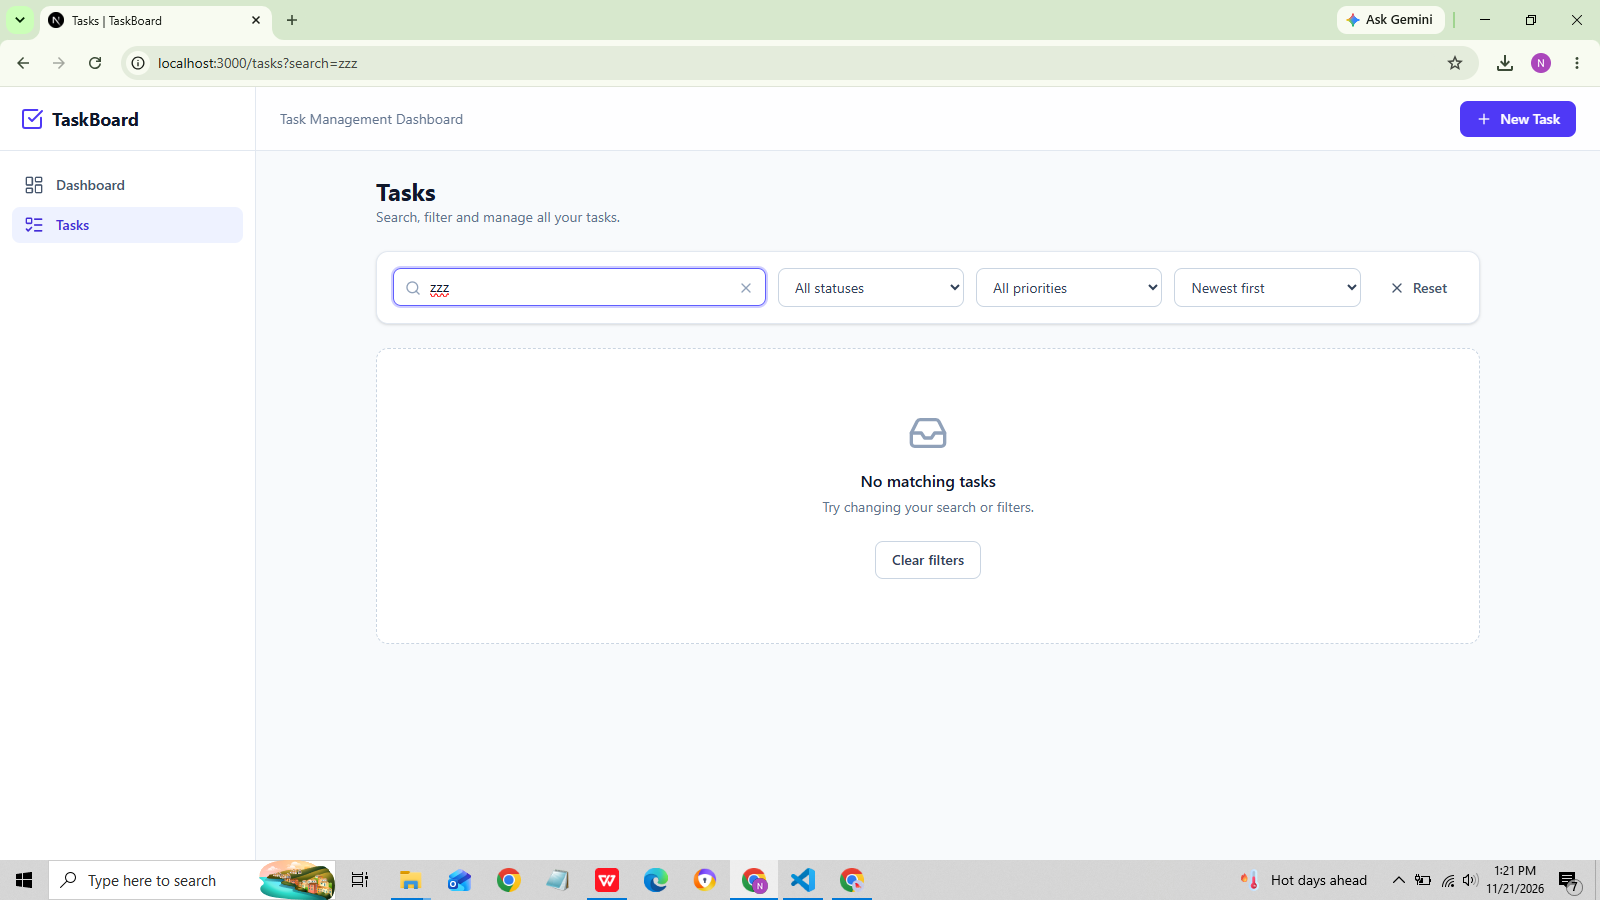 Tasks | TaskBoard
Ask Gemini
localhost:3000/tasks?search=zzz
N
TaskBoard
Task Management Dashboard
New Task
Dashboard
Tasks
Tasks
Search, filter and manage all your tasks.
zzz
All statuses
All priorities
Newest first
Reset
No matching tasks
Try changing your search or filters.
Clear filters
Type here to search
Hot days ahead
1:21 PM
11/21/2026
7